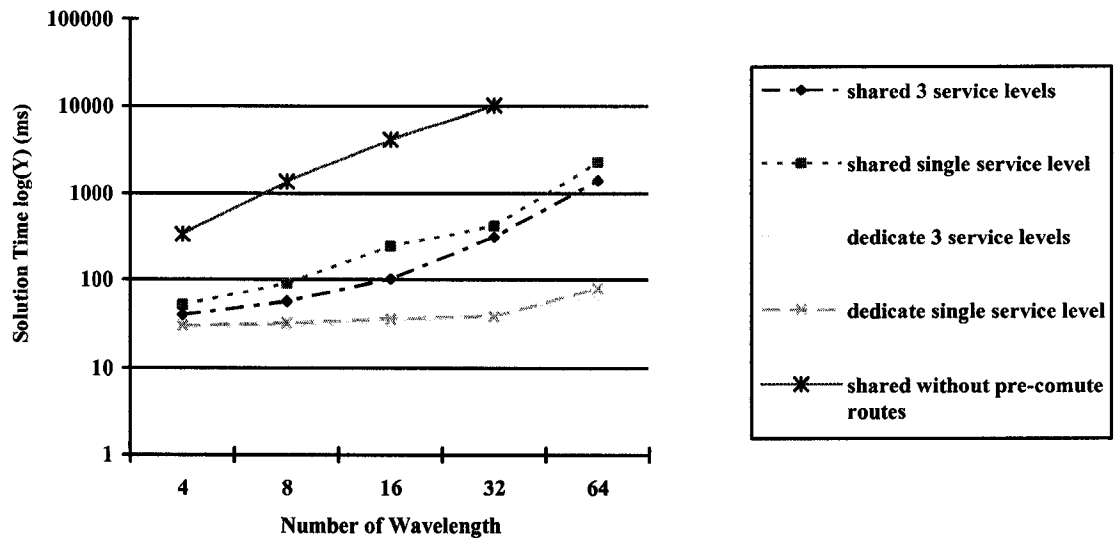 100000
10000
1000
100
10
1
Solution Time log(Y) (ms)
4 8 16 32 64
Number of Wavelength
shared 3 service levels
shared single service level
dedicate 3 service levels
dedicate single service level
shared without pre-comute
routes